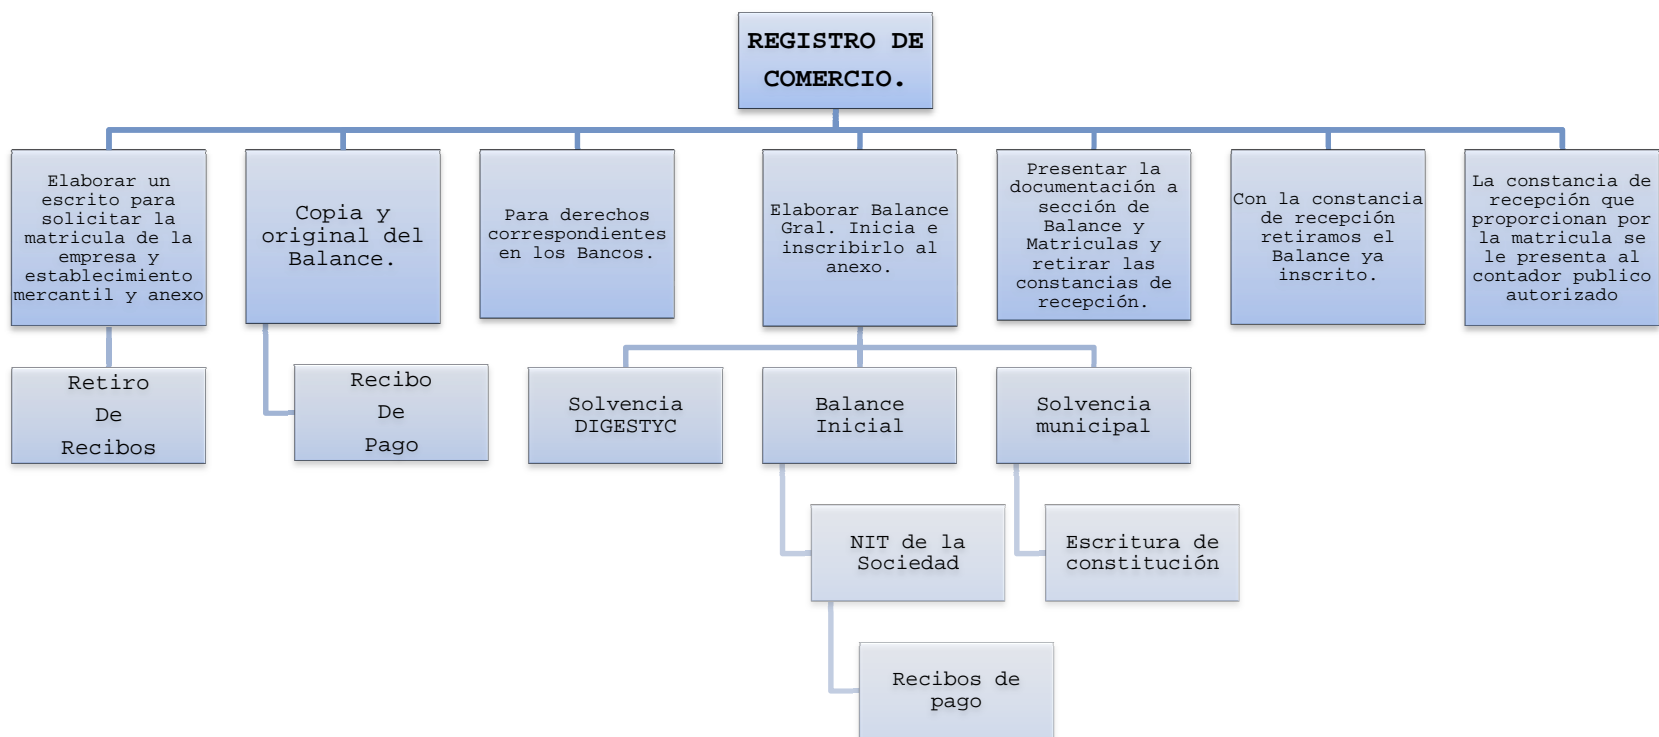 REGISTRO DE
COMERCIO.
Elaborar un
escrito para
solicitar la
matricula de la
empresa y
establecimiento
mercantil y anexo
Copia y
original del
Balance.
Para derechos
correspondientes
en los Bancos.
Elaborar Balance
Gral. Inicia e
inscribirlo al
anexo.
Presentar la
documentación a
sección de
Balance y
Matriculas y
retirar las
constancias de
recepción.
Con la constancia
de recepción
retiramos el
Balance ya
inscrito.
La constancia de
recepción que
proporcionan por
la matricula se
le presenta al
contador publico
autorizado
Retiro
De
Recibos
Recibo
De
Pago
Solvencia
DIGESTYC
Balance
Inicial
Solvencia
municipal
NIT de la
Sociedad
Escritura de
constitución
Recibos de
pago